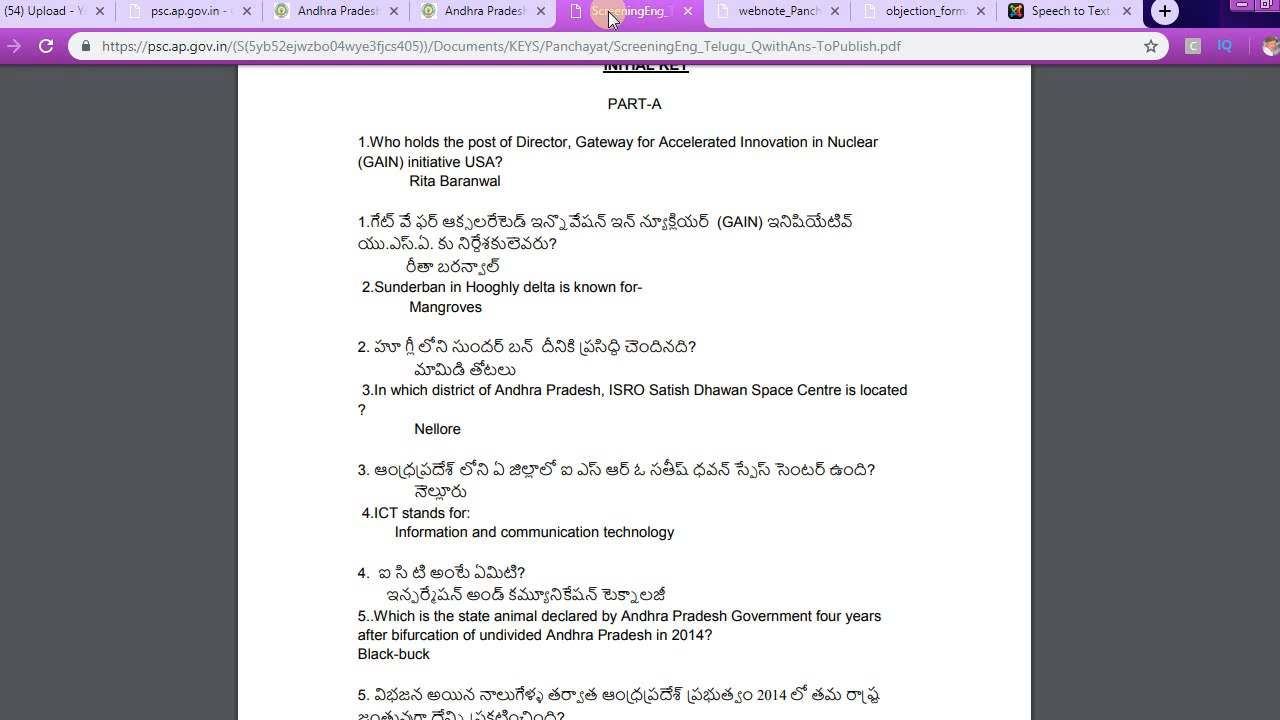 (54) Upload - Y
psc.ap.gov.in -
Andhra Pradesh
Andhra Pradesh
ScreeningEng_T
webnote_Panch
objection_form
Speech to Text
https://psc.ap.gov.in/(S(5yb52ejwzbo04wye3fjcs405))/Documents/KEYS/Panchayat/ScreeningEng_Telugu_QwithAns-ToPublish.pdf
C IQ
INITIAL KEY
PART-A
1.Who holds the post of Director, Gateway for Accelerated Innovation in Nuclear
(GAIN) initiative USA?
Rita Baranwal
1.గేట్ వే ఫర్ ఆక్సలరేటెడ్ ఇన్నొవేషన్ ఇన్ న్యూక్లియర్ (GAIN) ఇనిషియేటివ్
యు.ఎస్.ఏ. కు నిర్దేశకులెవరు?
రీతా బరన్వాల్
2.Sunderban in Hooghly delta is known for-
Mangroves
2. హూ గ్లీ లోని సుందర్ బన్ దీనికి ప్రసిద్ధి చెందినది?
మామిడి తోటలు
3.In which district of Andhra Pradesh, ISRO Satish Dhawan Space Centre is located
?
Nellore
3. ఆంధ్రప్రదేశ్ లోని ఏ జిల్లాలో ఐ ఎస్ ఆర్ ఓ సతీష్ ధవన్ స్పేస్ సెంటర్ ఉంది?
నెల్లూరు
4.ICT stands for:
Information and communication technology
4. ఐ సి టి అంటే ఏమిటి?
ఇన్ఫర్మేషన్ అండ్ కమ్యూనికేషన్ టెక్నాలజీ
5..Which is the state animal declared by Andhra Pradesh Government four years
after bifurcation of undivided Andhra Pradesh in 2014?
Black-buck
5. విభజన అయిన నాలుగేళ్ళ తర్వాత ఆంధ్రప్రదేశ్ ప్రభుత్వం 2014 లో తమ రాష్ట్ర